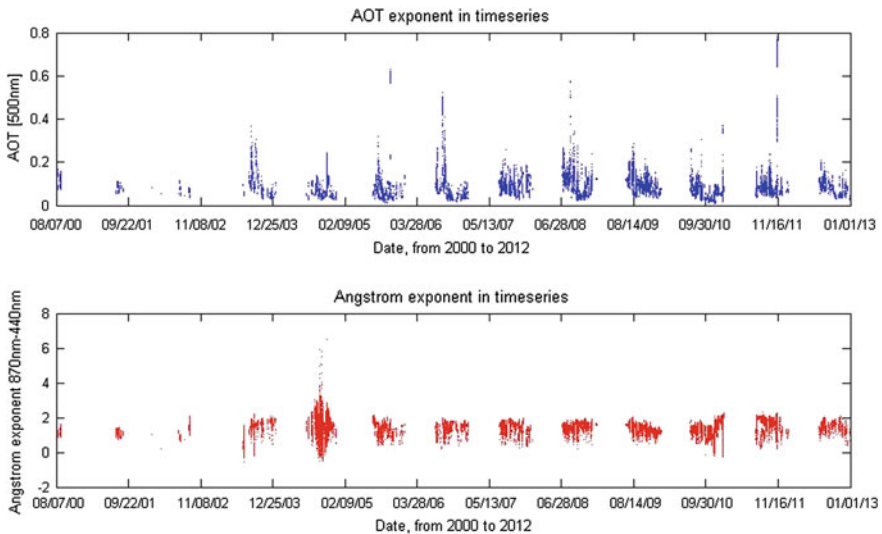 AOT exponent in timeseries
AOT [500nm]
0.8
0.6
0.4
0.2
0
08/07/00 09/22/01 11/08/02 12/25/03 02/09/05 03/28/06 05/13/07 06/28/08 08/14/09 09/30/10 11/16/11 01/01/13
Date, from 2000 to 2012
Angstrom exponent in timeseries
Angstrom exponent 870nm-440nm
8
6
4
2
0
-2
08/07/00 09/22/01 11/08/02 12/25/03 02/09/05 03/28/06 05/13/07 06/28/08 08/14/09 09/30/10 11/16/11 01/01/13
Date, from 2000 to 2012